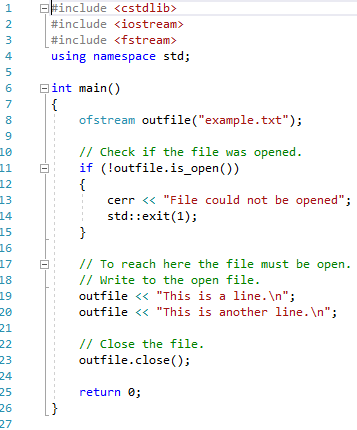 1 #include <cstdlib>
2 #include <iostream>
3 #include <fstream>
4 using namespace std;
5
6 int main()
7 {
8     ofstream outfile("example.txt");
9
10     // Check if the file was opened.
11     if (!outfile.is_open())
12     {
13         cerr << "File could not be opened";
14         std::exit(1);
15     }
16
17     // To reach here the file must be open.
18     // Write to the open file.
19     outfile << "This is a line.\n";
20     outfile << "This is another line.\n";
21
22     // Close the file.
23     outfile.close();
24
25     return 0;
26 }
27